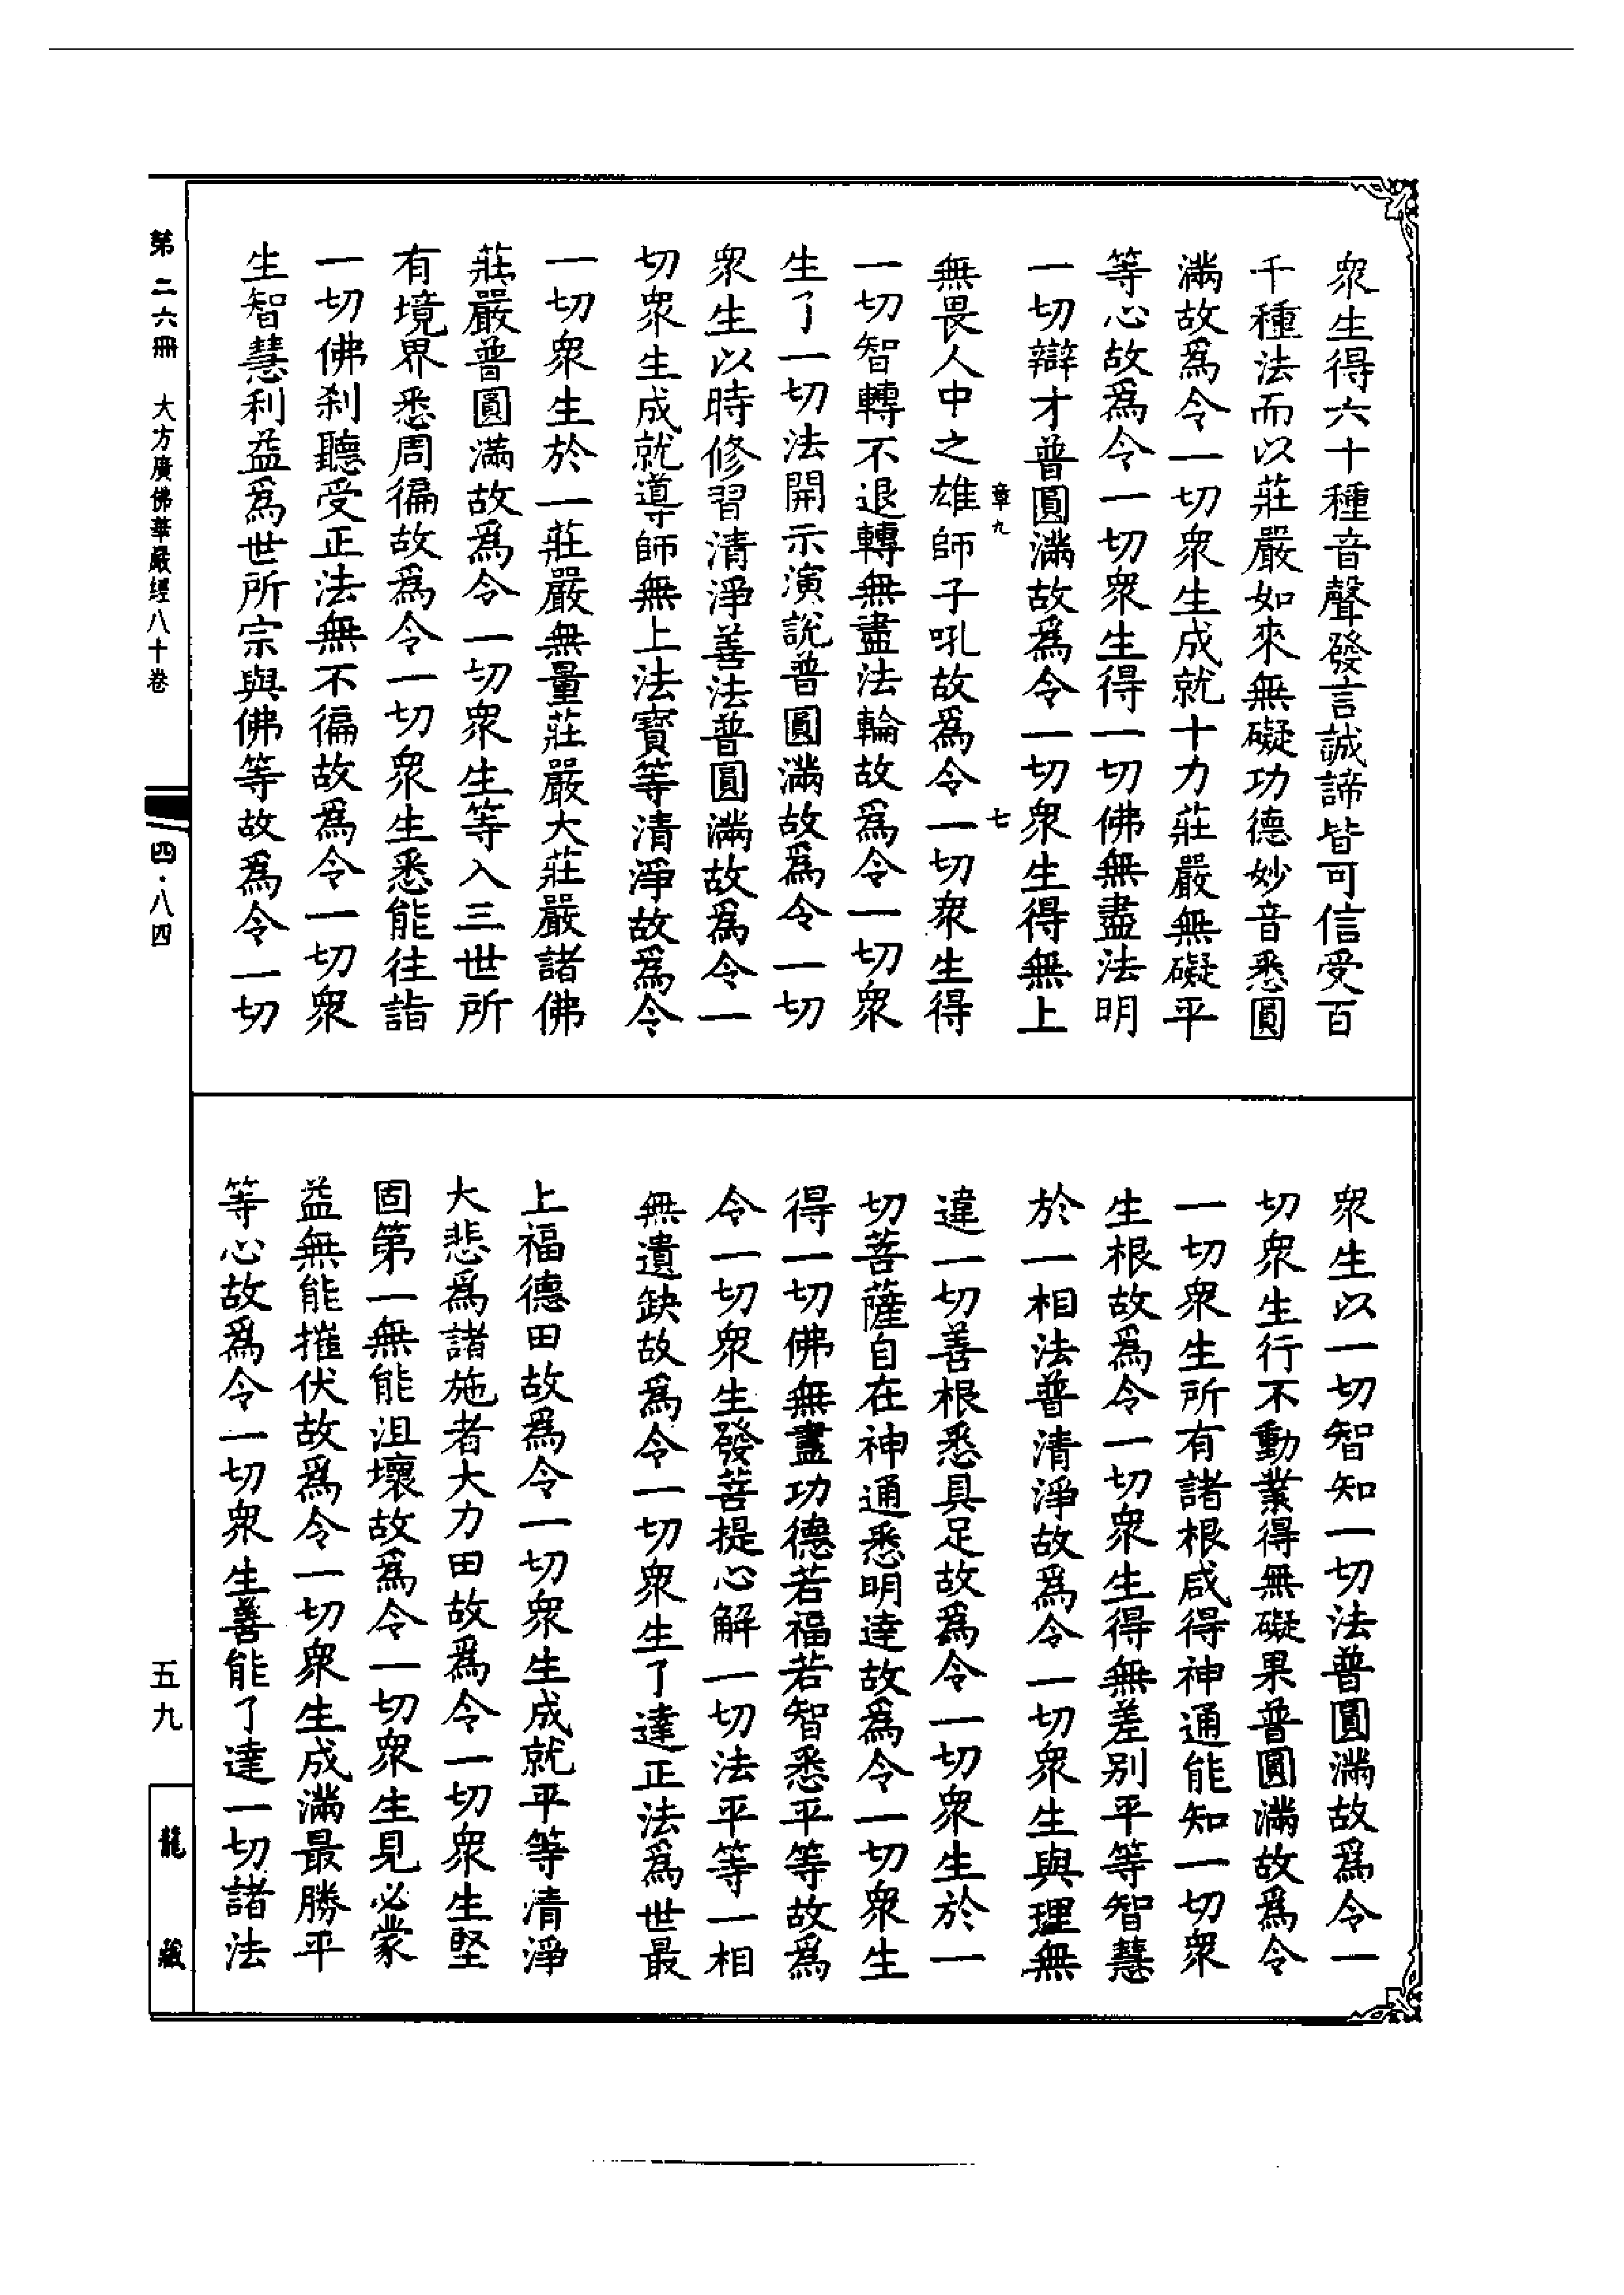 衆生得六十種音聲發言誠諦皆可信受百
千種法而以莊嚴如來無礙功德妙音悉圓
滿故爲令一切衆生成就十力莊嚴無礙平
等心故爲令一切衆生得一切佛無盡法明
一切辯才普圓滿故爲令一切衆生得無上
章九 七
無畏人中之雄師子吼故爲令一切衆生得
一切智轉不退轉無盡法輪故爲令一切衆
生了一切法開示演說普圓滿故爲令一切
衆生以時修習清淨善法普圓滿故爲令一
切衆生成就導師無上法寶等清淨故爲令
一切衆生於一莊嚴無量莊嚴大莊嚴諸佛
莊嚴普圓滿故爲令一切衆生等入三世所
有境界悉周徧故爲令一切衆生悉能往詣
一切佛刹聽受正法無不徧故爲令一切衆
生智慧利益爲世所宗與佛等故爲令一切
衆生以一切智知一切法普圓滿故爲令一
切衆生行不動業得無礙果普圓滿故爲令
一切衆生所有諸根咸得神通能知一切衆
生根故爲令一切衆生得無差別平等智慧
於一相法普清淨故爲令一切衆生與理無
違一切善根悉具足故爲令一切衆生於一
切菩薩自在神通悉明達故爲令一切衆生
得一切佛無盡功德若福若智悉平等故爲
令一切衆生發菩提心解一切法平等一相
無遺缺故爲令一切衆生了達正法爲世最
上福德田故爲令一切衆生成就平等清淨
大悲爲諸施者大力田故爲令一切衆生堅
固第一無能沮壞故爲令一切衆生見必蒙
益無能摧伏故爲令一切衆生成滿最勝平
等心故爲令一切衆生善能了達一切諸法
第二六冊 大方廣佛華嚴經八十卷 四·八四 五九 龍藏